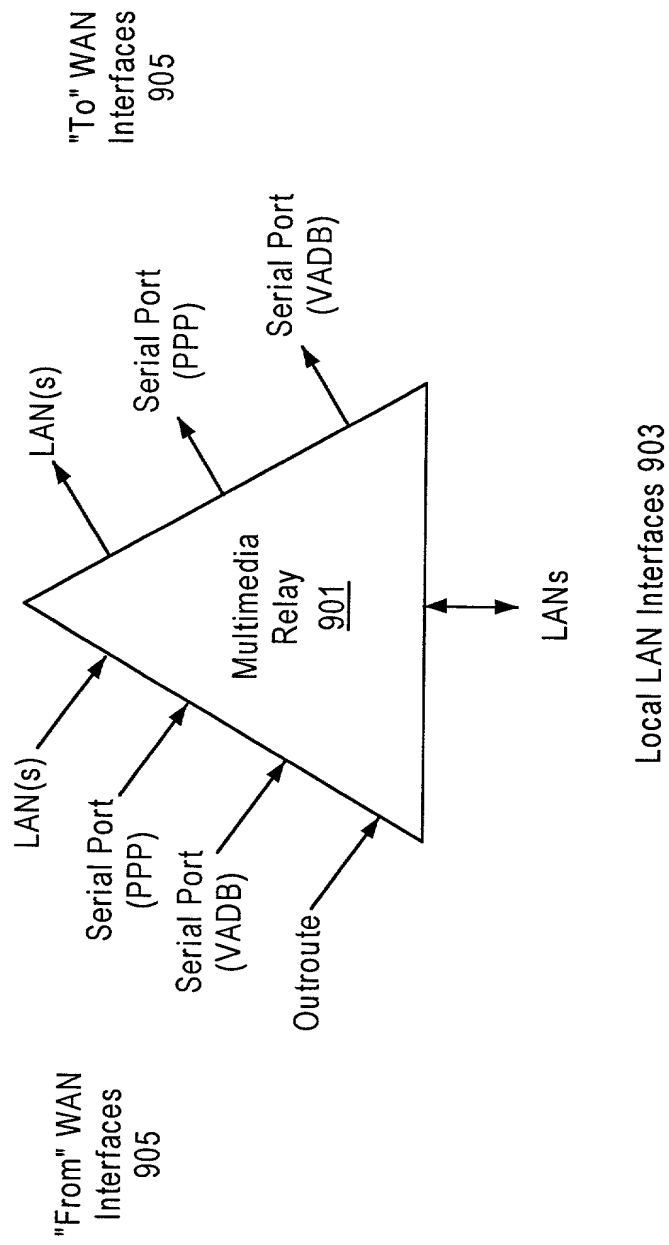 "From" WAN
Interfaces
905
"To" WAN
Interfaces
905
LAN(s)
Serial Port
(PPP)
Serial Port
(VADB)
Outroute
LAN(s)
Serial Port
(PPP)
Serial Port
(VADB)
Multimedia
Relay
901
LANs
Local LAN Interfaces 903